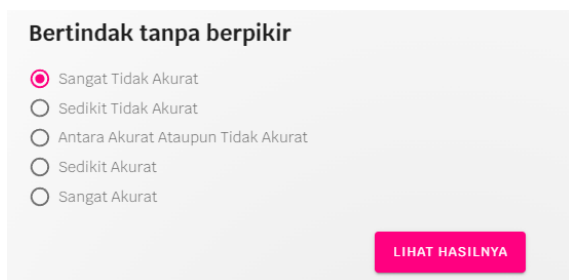 Bertindak tanpa berpikir
Sangat Tidak Akurat
Sedikit Tidak Akurat
Antara Akurat Ataupun Tidak Akurat
Sedikit Akurat
Sangat Akurat
LIHAT HASILNYA